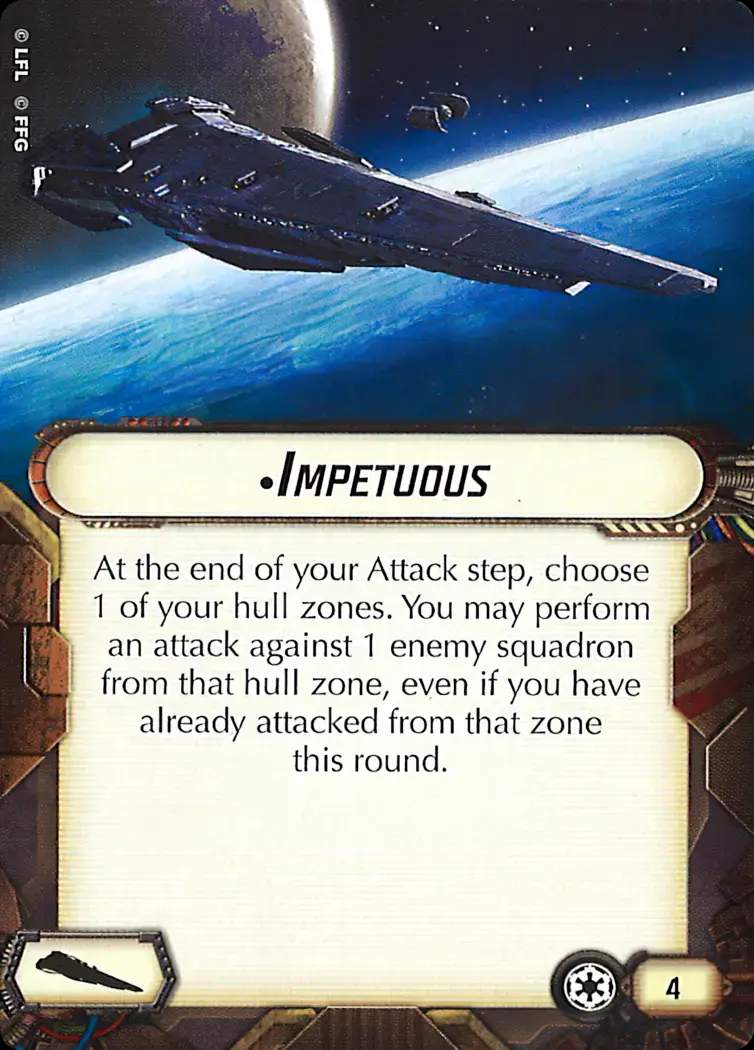 © LFL © FFG
•IMPETUOUS
At the end of your Attack step, choose
1 of your hull zones. You may perform
an attack against 1 enemy squadron
from that hull zone, even if you have
already attacked from that zone
this round.
4